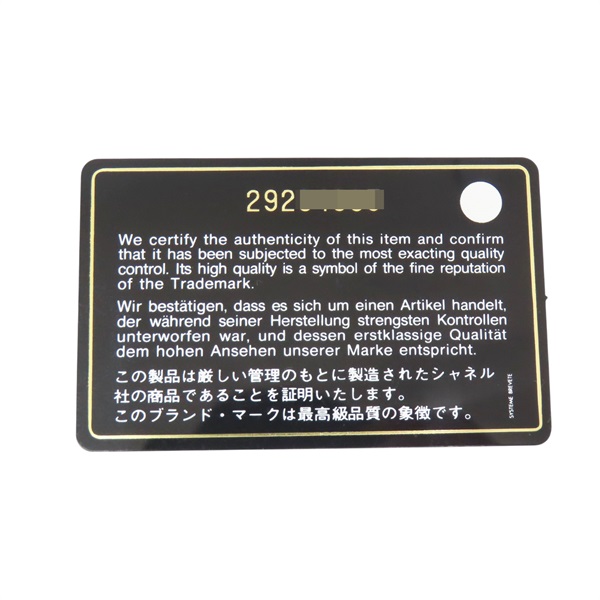 292
We certify the authenticity of this item and confirm
that it has been subjected to the most exacting quality
control. Its high quality is a symbol of the fine reputation
of the Trademark.
Wir bestätigen, dass es sich um einen Artikel handelt,
der während seiner Herstellung strengsten Kontrollen
unterworfen war, und dessen erstklassige Qualität
dem hohen Ansehen unserer Marke entspricht.
この製品は厳しい管理のもとに製造されたシャネル
社の商品であることを証明いたします。
このブランド・マークは最高級品質の象徴です。
SYSTEME BREVETE